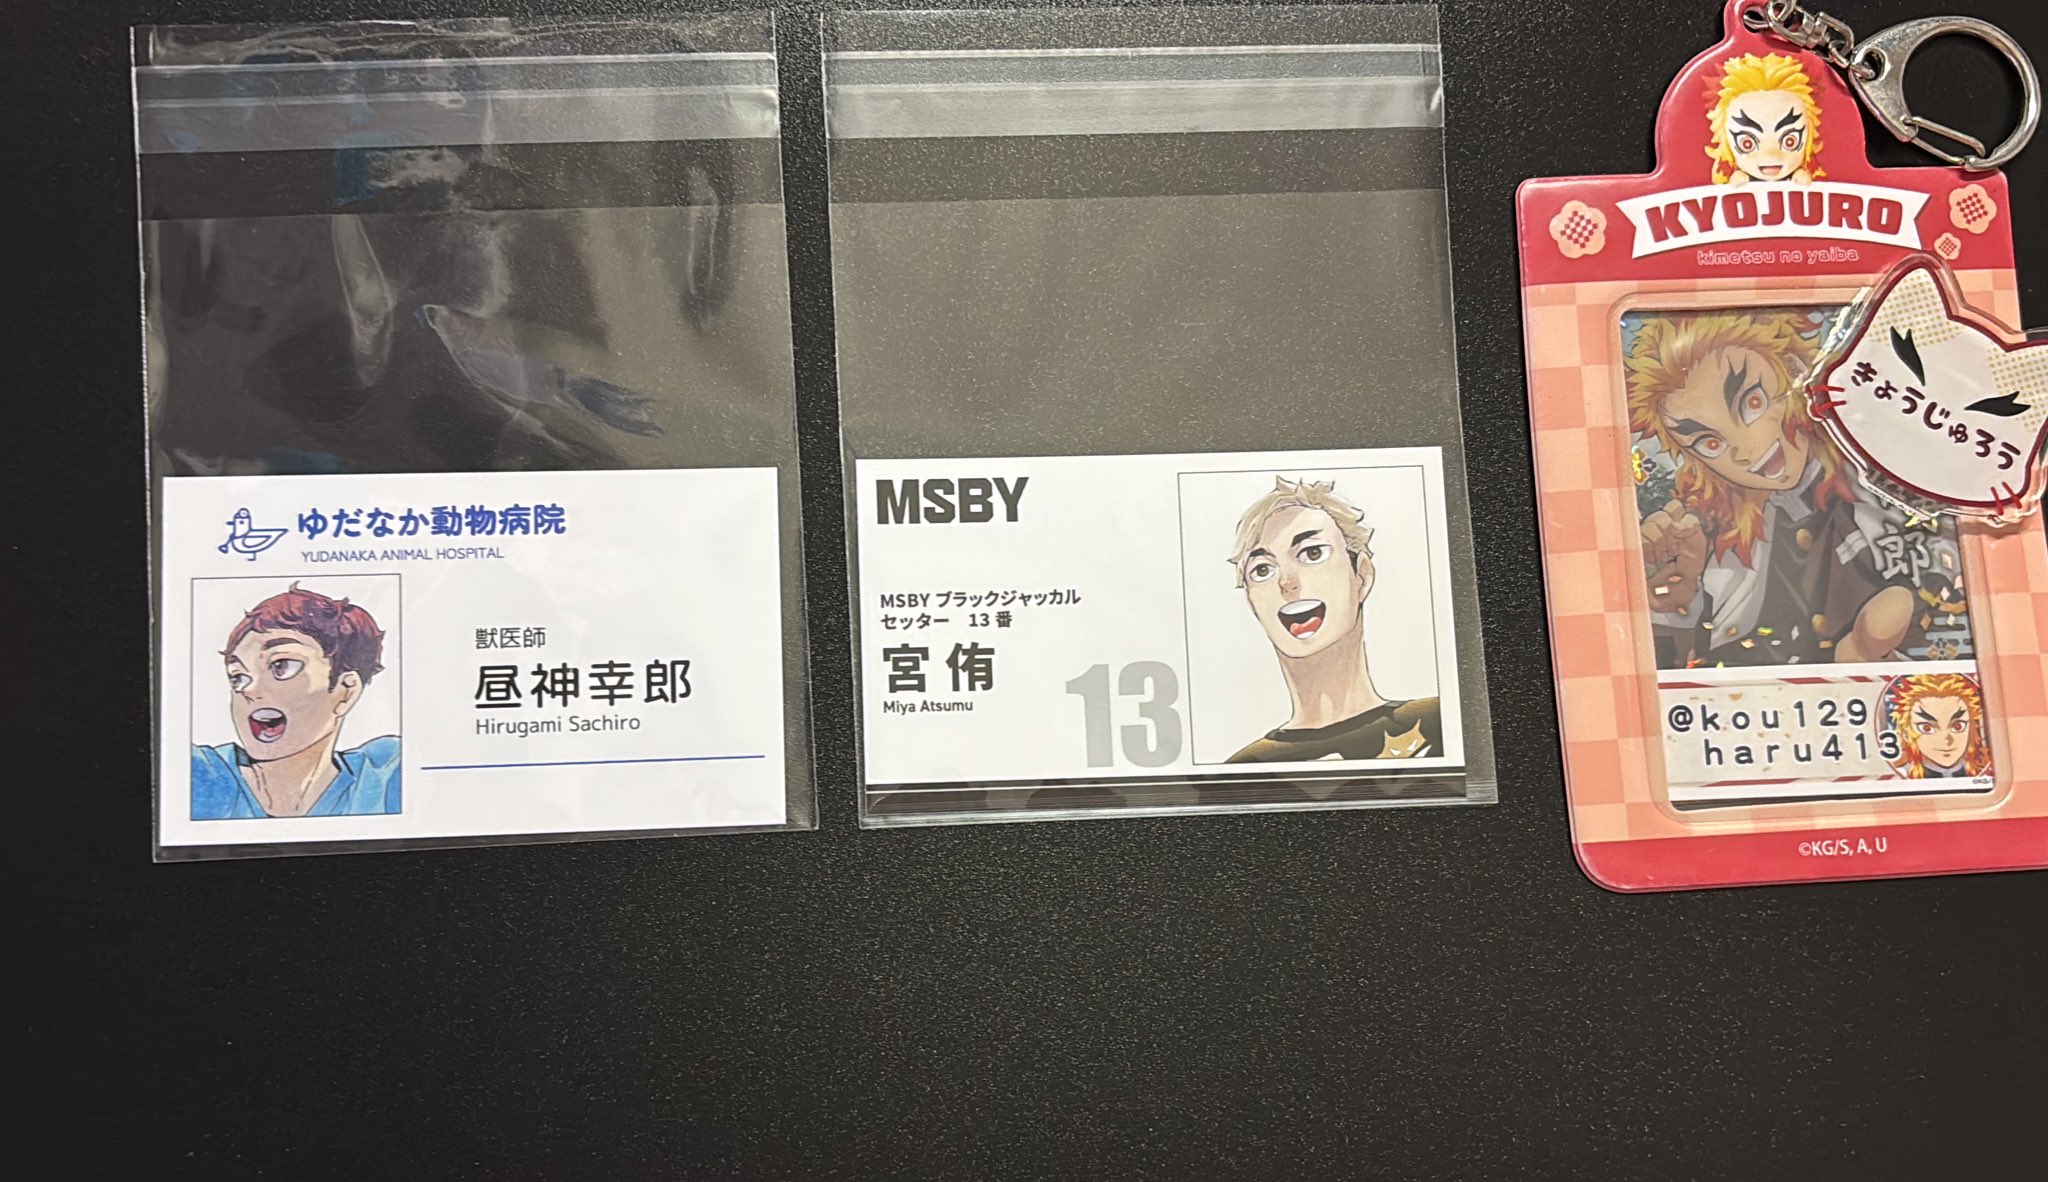 ゆだなか動物病院
YUDANAKA ANIMAL HOSPITAL
獣医師
昼神幸郎
Hirugami Sachiro
MSBY
MSBY ブラックジャッカル
セッター 13 番
宮 侑
Miya Atsumu
13
KYOJURO
kimetsu no yaiba
きょうじゅろう
郎
@kou129
haru413
©KG/S, A, U